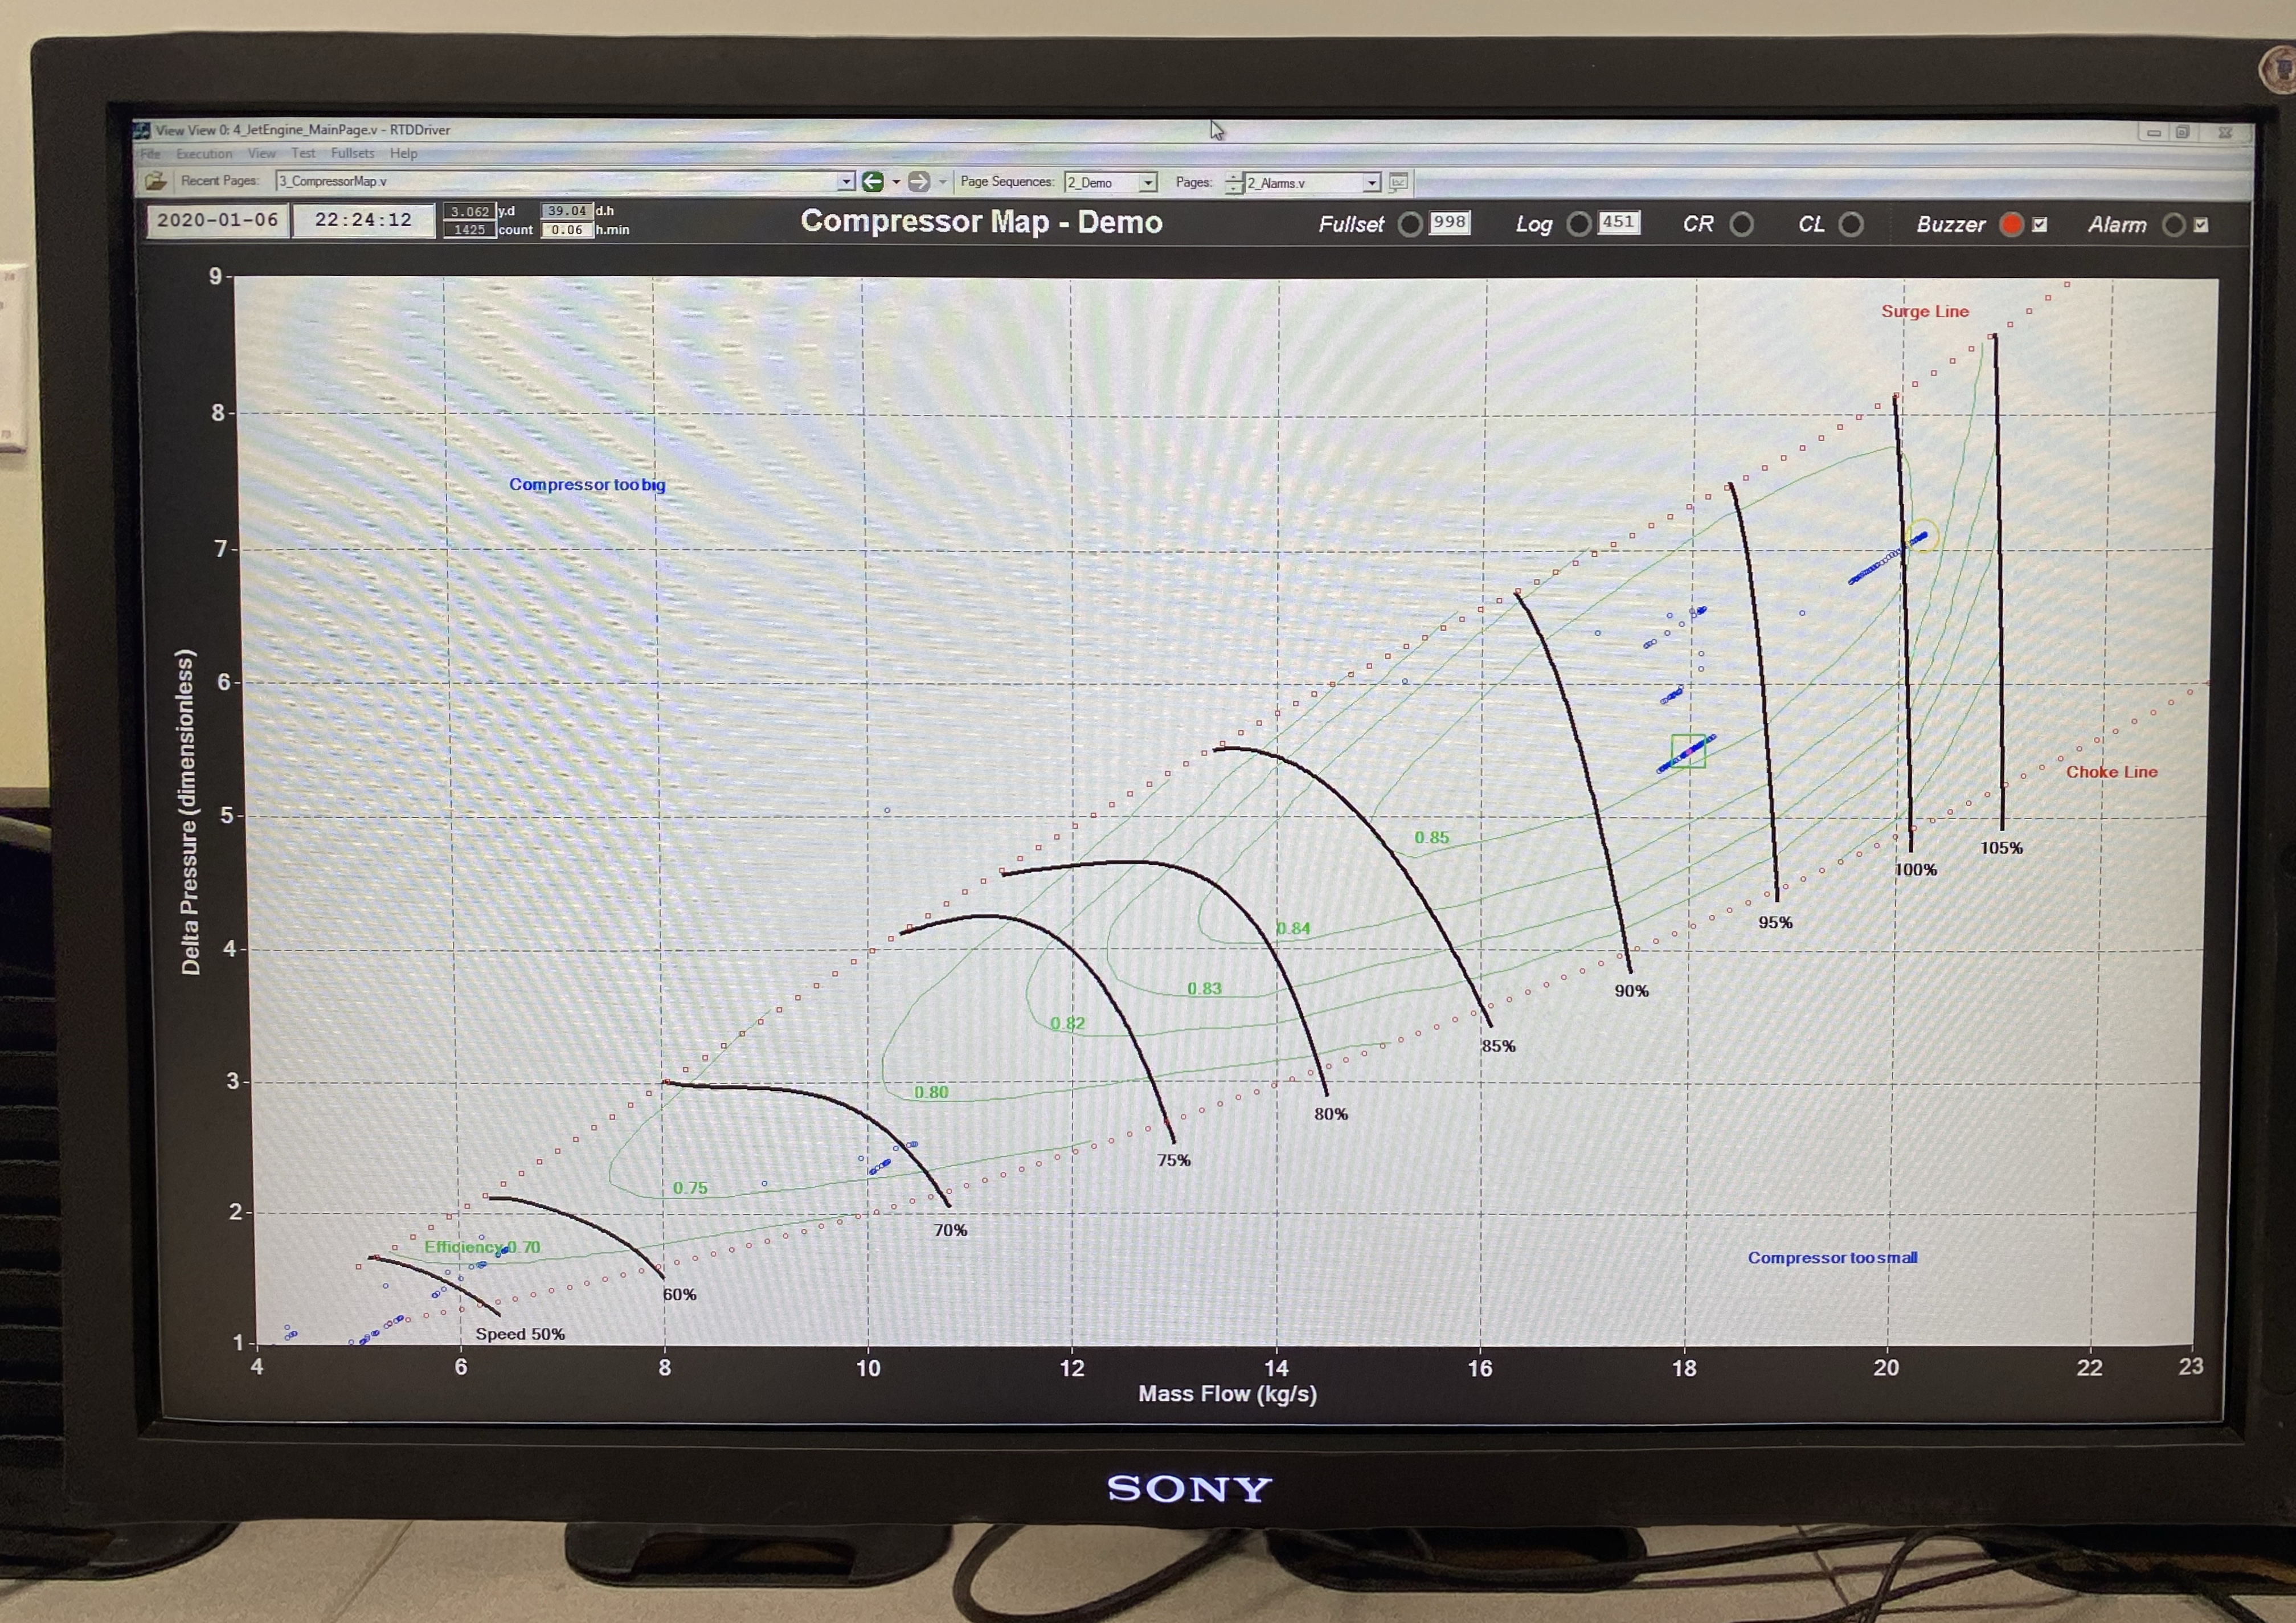 View View 0: 4_JetEngine_MainPage.v - RTDDriver
File Execution View Test Fullsets Help
Recent Pages: 3_CompressorMap.v Page Sequences: 2_Demo Pages: 2_Alarms.v
2020-01-06 22:24:12 3.062 y.d 39.04 d.h
1425 count 0.06 h.min
Compressor Map - Demo
Fullset 998 Log 451 CR CL Buzzer Alarm
9
Surge Line
8
Compressor too big
7
6
Delta Pressure (dimensionless)
Choke Line
5
0.85
105%
100%
95%
0.84
4
0.83
90%
0.82
85%
3
0.80
80%
75%
0.75
2
70%
Efficiency 0.70
Compressor too small
60%
Speed 50%
1
4 6 8 10 12 14 16 18 20 22 23
Mass Flow (kg/s)
SONY